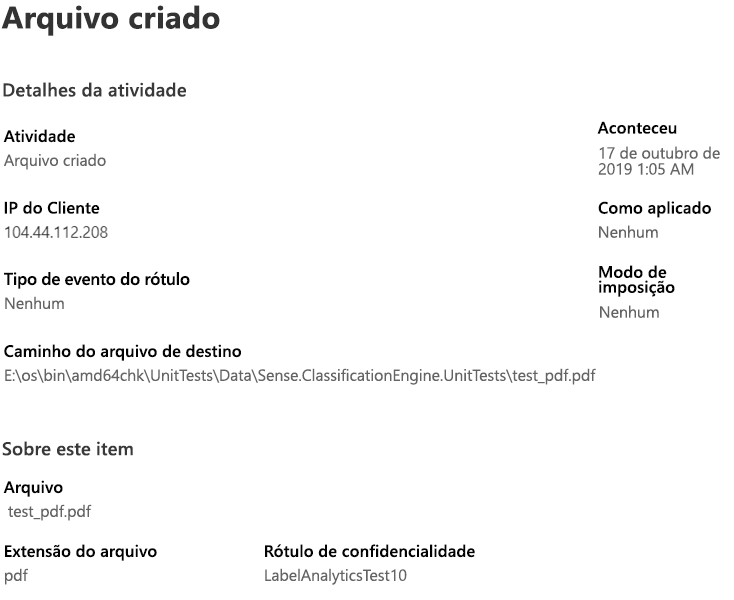 Arquivo criado
Detalhes da atividade
Atividade
Arquivo criado
Aconteceu
17 de outubro de
2019 1:05 AM
IP do Cliente
104.44.112.208
Como aplicado
Nenhum
Tipo de evento do rótulo
Nenhum
Modo de
imposição
Nenhum
Caminho do arquivo de destino
E:\os\bin\amd64chk\UnitTests\Data\Sense.ClassificationEngine.UnitTests\test_pdf.pdf
Sobre este item
Arquivo
test_pdf.pdf
Extensão do arquivo
pdf
Rótulo de confidencialidade
LabelAnalyticsTest10